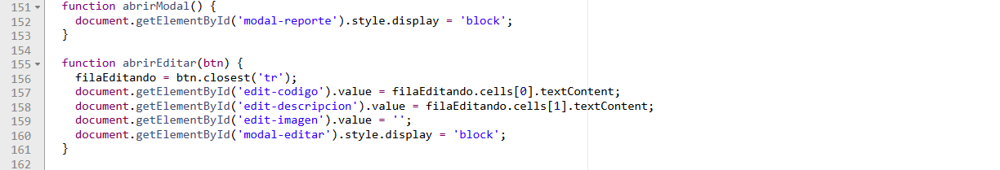 151 function abrirModal() {
152 document.getElementById('modal-reporte').style.display = 'block';
153 }
154
155 function abrirEditar(btn) {
156 filaEditando = btn.closest('tr');
157 document.getElementById('edit-codigo').value = filaEditando.cells[0].textContent;
158 document.getElementById('edit-descripcion').value = filaEditando.cells[1].textContent;
159 document.getElementById('edit-imagen').value = '';
160 document.getElementById('modal-editar').style.display = 'block';
161 }
162